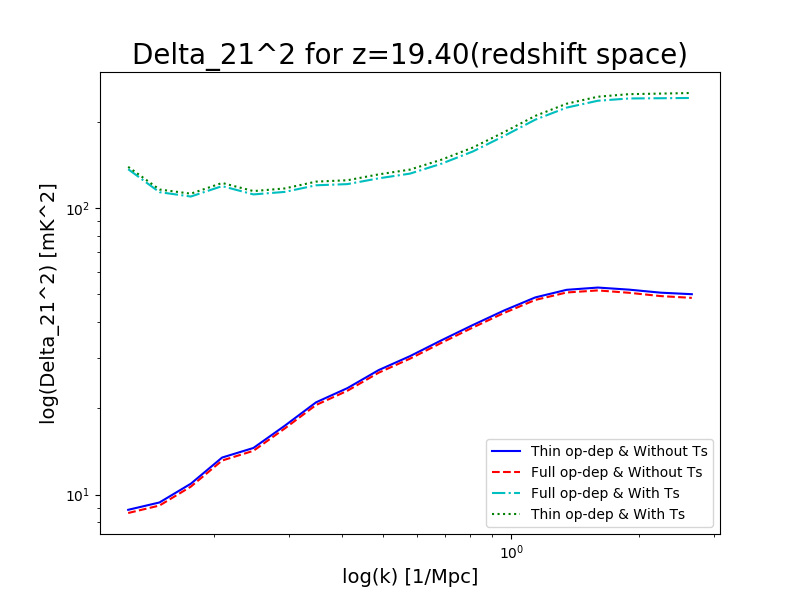 Delta_21^2 for z=19.40(redshift space)
log(Delta_21^2) [mK^2]
10^2
10^1
Thin op-dep & Without Ts
Full op-dep & Without Ts
Full op-dep & With Ts
Thin op-dep & With Ts
10^0
log(k) [1/Mpc]